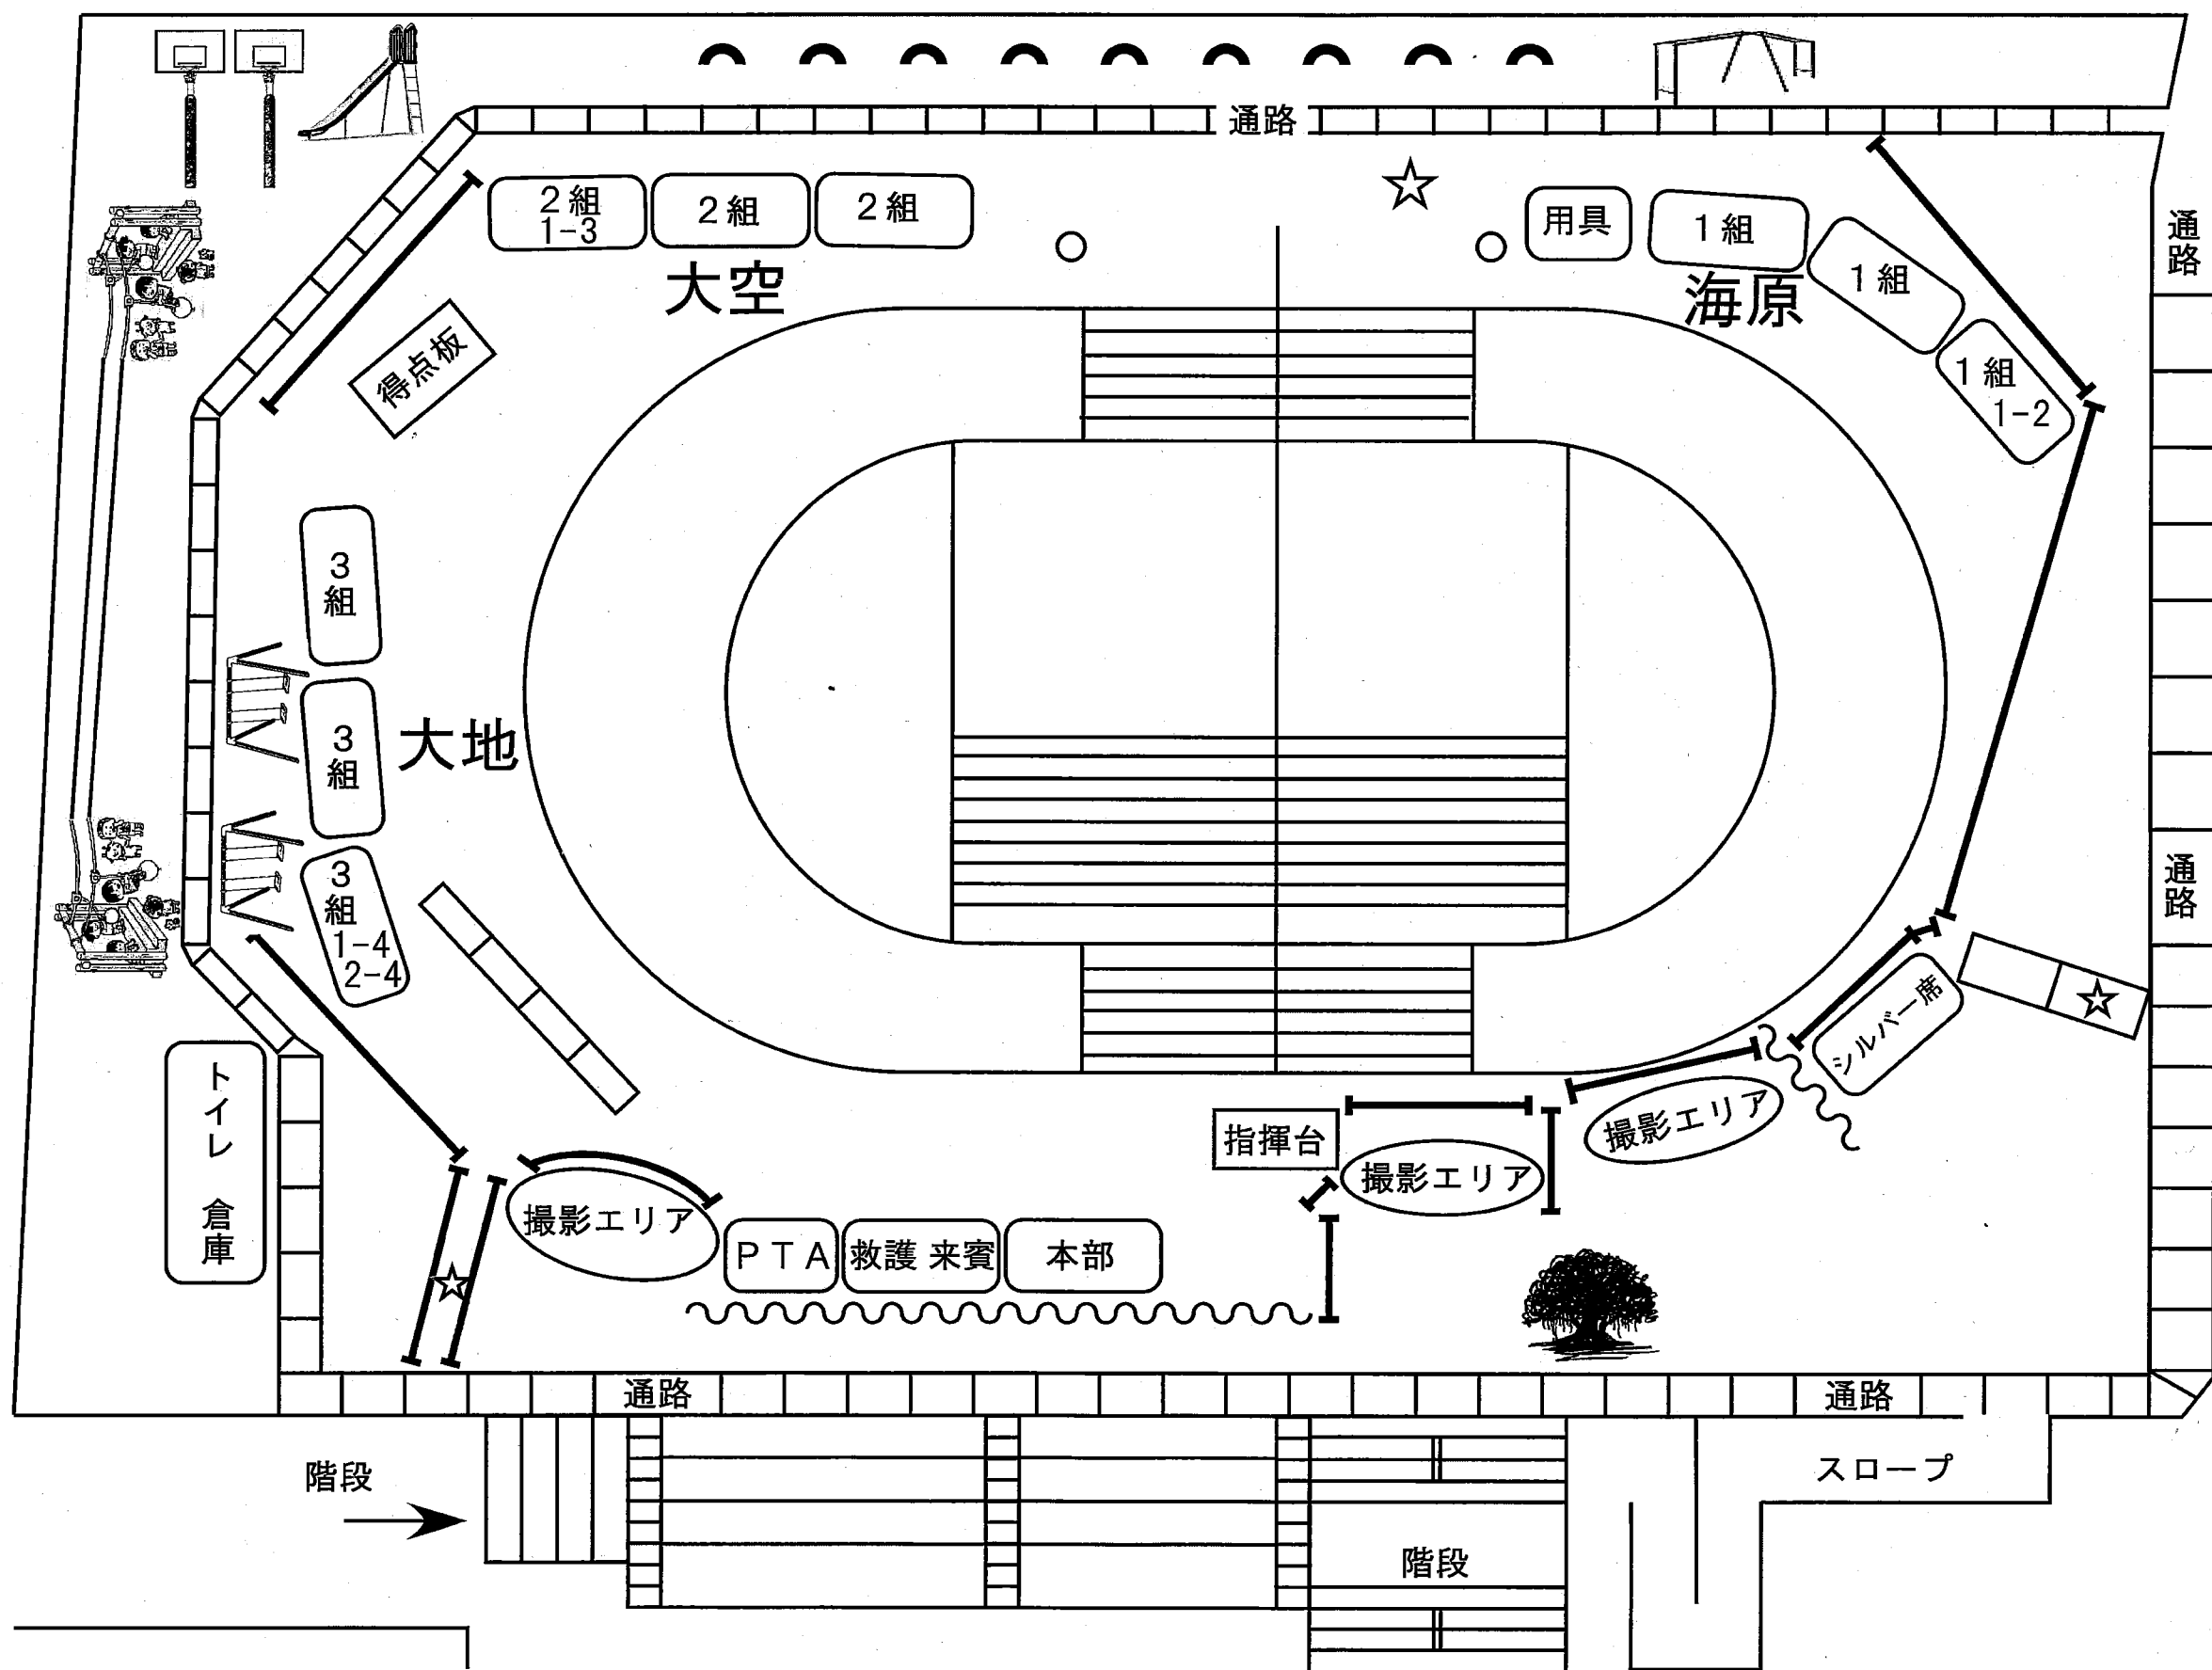 通路
2組
1-3
2組
2組
用具
1組
1組
1組
1-2
大空
海原
通路
得点板
3組
3組
大地
3組
1-4
2-4
通路
シルバー席
トイレ 倉庫
指揮台
撮影エリア
撮影エリア
撮影エリア
PTA
救護 来賓
本部
通路
通路
階段
スロープ
階段